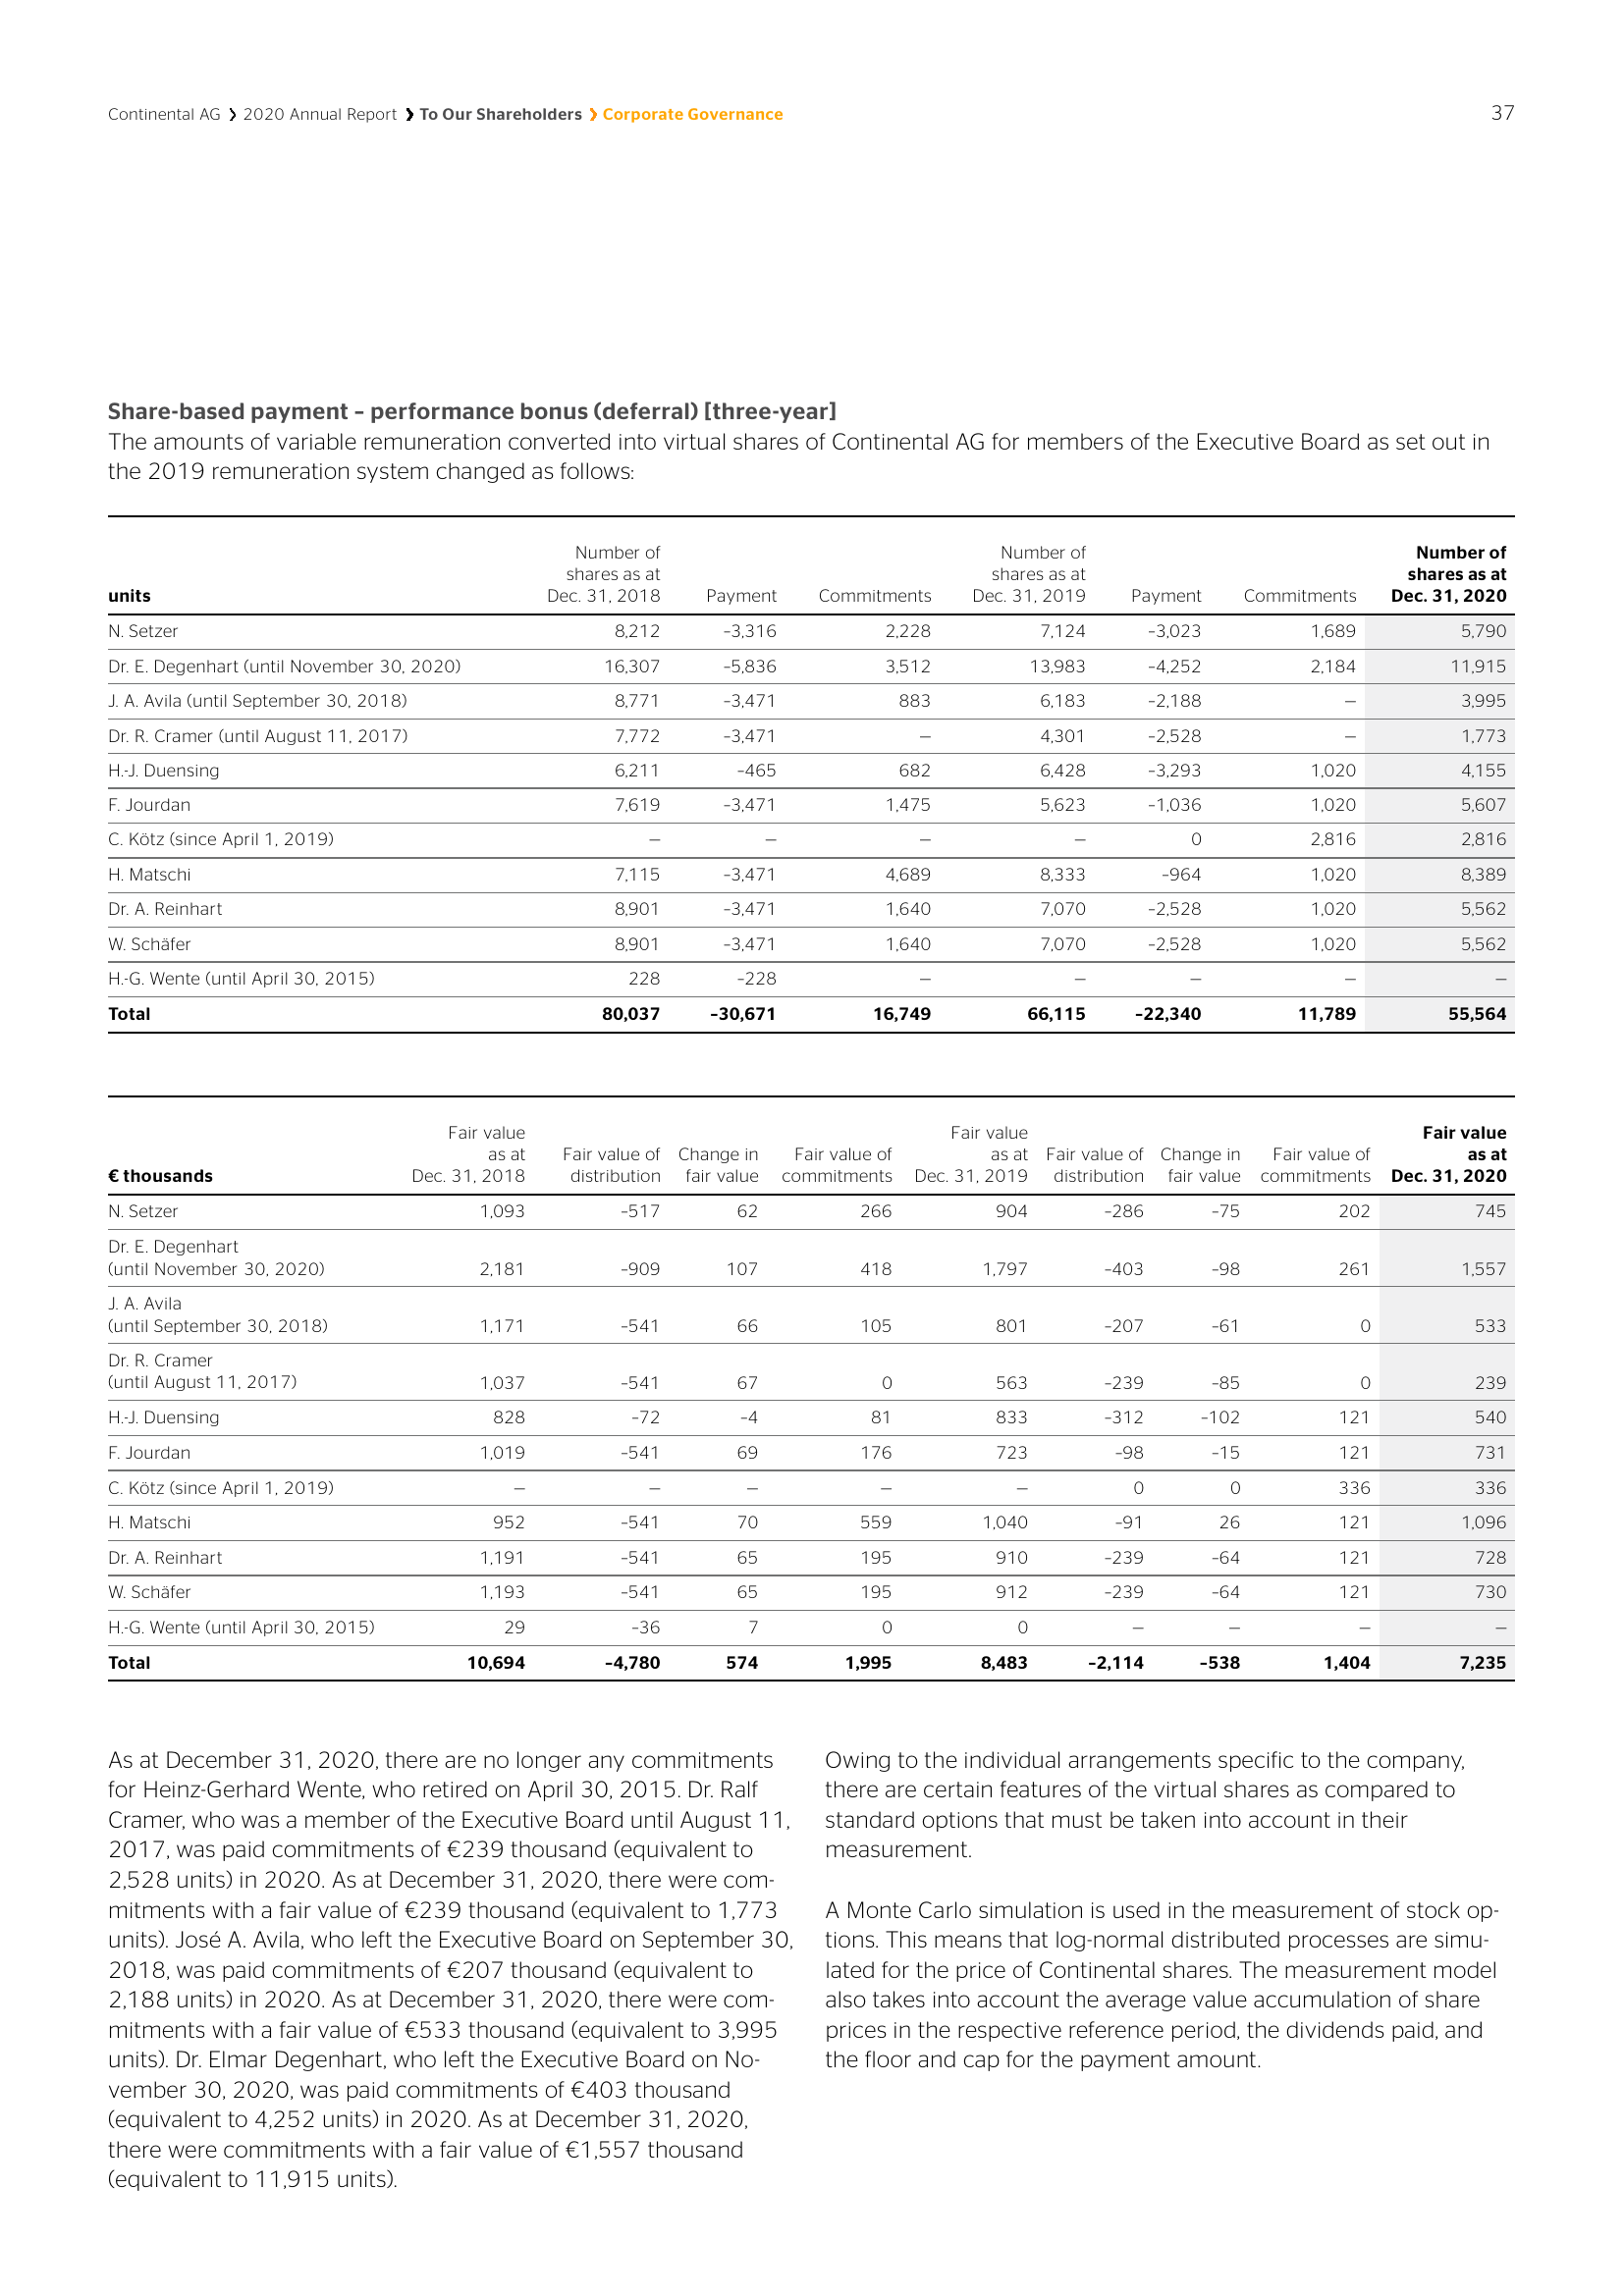 Continental AG ❯ 2020 Annual Report ❯ To Our Shareholders ❯ Corporate Governance
37
Share-based payment – performance bonus (deferral) [three-year]
The amounts of variable remuneration converted into virtual shares of Continental AG for members of the Executive Board as set out in
the 2019 remuneration system changed as follows:
Number of Number of Number of
shares as at shares as at shares as at
units Dec. 31, 2018 Payment Commitments Dec. 31, 2019 Payment Commitments Dec. 31, 2020
N. Setzer 8,212 –3,316 2,228 7,124 –3,023 1,689 5,790
Dr. E. Degenhart (until November 30, 2020) 16,307 –5,836 3,512 13,983 –4,252 2,184 11,915
J. A. Avila (until September 30, 2018) 8,771 –3,471 883 6,183 –2,188 — 3,995
Dr. R. Cramer (until August 11, 2017) 7,772 –3,471 — 4,301 –2,528 — 1,773
H.-J. Duensing 6,211 –465 682 6,428 –3,293 1,020 4,155
F. Jourdan 7,619 –3,471 1,475 5,623 –1,036 1,020 5,607
C. Kötz (since April 1, 2019) — — — — 0 2,816 2,816
H. Matschi 7,115 –3,471 4,689 8,333 –964 1,020 8,389
Dr. A. Reinhart 8,901 –3,471 1,640 7,070 –2,528 1,020 5,562
W. Schäfer 8,901 –3,471 1,640 7,070 –2,528 1,020 5,562
H.-G. Wente (until April 30, 2015) 228 –228 — — — — —
Total 80,037 –30,671 16,749 66,115 –22,340 11,789 55,564
Fair value Fair value Fair value
as at Fair value of Change in Fair value of as at Fair value of Change in Fair value of as at
€ thousands Dec. 31, 2018 distribution fair value commitments Dec. 31, 2019 distribution fair value commitments Dec. 31, 2020
N. Setzer 1,093 –517 62 266 904 –286 –75 202 745
Dr. E. Degenhart
(until November 30, 2020) 2,181 –909 107 418 1,797 –403 –98 261 1,557
J. A. Avila
(until September 30, 2018) 1,171 –541 66 105 801 –207 –61 0 533
Dr. R. Cramer
(until August 11, 2017) 1,037 –541 67 0 563 –239 –85 0 239
H.-J. Duensing 828 –72 –4 81 833 –312 –102 121 540
F. Jourdan 1,019 –541 69 176 723 –98 –15 121 731
C. Kötz (since April 1, 2019) — — — — — 0 0 336 336
H. Matschi 952 –541 70 559 1,040 –91 26 121 1,096
Dr. A. Reinhart 1,191 –541 65 195 910 –239 –64 121 728
W. Schäfer 1,193 –541 65 195 912 –239 –64 121 730
H.-G. Wente (until April 30, 2015) 29 –36 7 0 0 — — — —
Total 10,694 –4,780 574 1,995 8,483 –2,114 –538 1,404 7,235
As at December 31, 2020, there are no longer any commitments
for Heinz-Gerhard Wente, who retired on April 30, 2015. Dr. Ralf
Cramer, who was a member of the Executive Board until August 11,
2017, was paid commitments of €239 thousand (equivalent to
2,528 units) in 2020. As at December 31, 2020, there were com-
mitments with a fair value of €239 thousand (equivalent to 1,773
units). José A. Avila, who left the Executive Board on September 30,
2018, was paid commitments of €207 thousand (equivalent to
2,188 units) in 2020. As at December 31, 2020, there were com-
mitments with a fair value of €533 thousand (equivalent to 3,995
units). Dr. Elmar Degenhart, who left the Executive Board on No-
vember 30, 2020, was paid commitments of €403 thousand
(equivalent to 4,252 units) in 2020. As at December 31, 2020,
there were commitments with a fair value of €1,557 thousand
(equivalent to 11,915 units).
Owing to the individual arrangements specific to the company,
there are certain features of the virtual shares as compared to
standard options that must be taken into account in their
measurement.
A Monte Carlo simulation is used in the measurement of stock op-
tions. This means that log-normal distributed processes are simu-
lated for the price of Continental shares. The measurement model
also takes into account the average value accumulation of share
prices in the respective reference period, the dividends paid, and
the floor and cap for the payment amount.